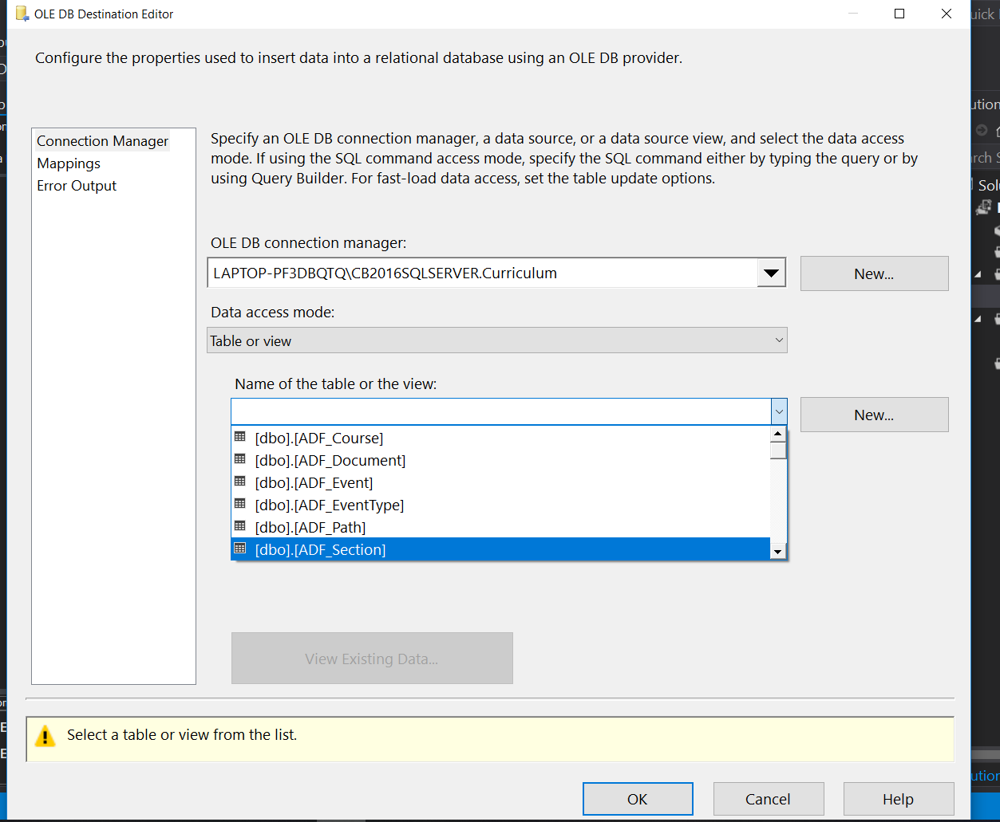 OLE DB Destination Editor
Configure the properties used to insert data into a relational database using an OLE DB provider.
Connection Manager
Mappings
Error Output
Specify an OLE DB connection manager, a data source, or a data source view, and select the data access
mode. If using the SQL command access mode, specify the SQL command either by typing the query or by
using Query Builder. For fast-load data access, set the table update options.
OLE DB connection manager:
LAPTOP-PF3DBQTQ\CB2016SQLSERVER.Curriculum
New...
Data access mode:
Table or view
Name of the table or the view:
New...
[dbo].[ADF_Course]
[dbo].[ADF_Document]
[dbo].[ADF_Event]
[dbo].[ADF_EventType]
[dbo].[ADF_Path]
[dbo].[ADF_Section]
View Existing Data...
Select a table or view from the list.
OK
Cancel
Help